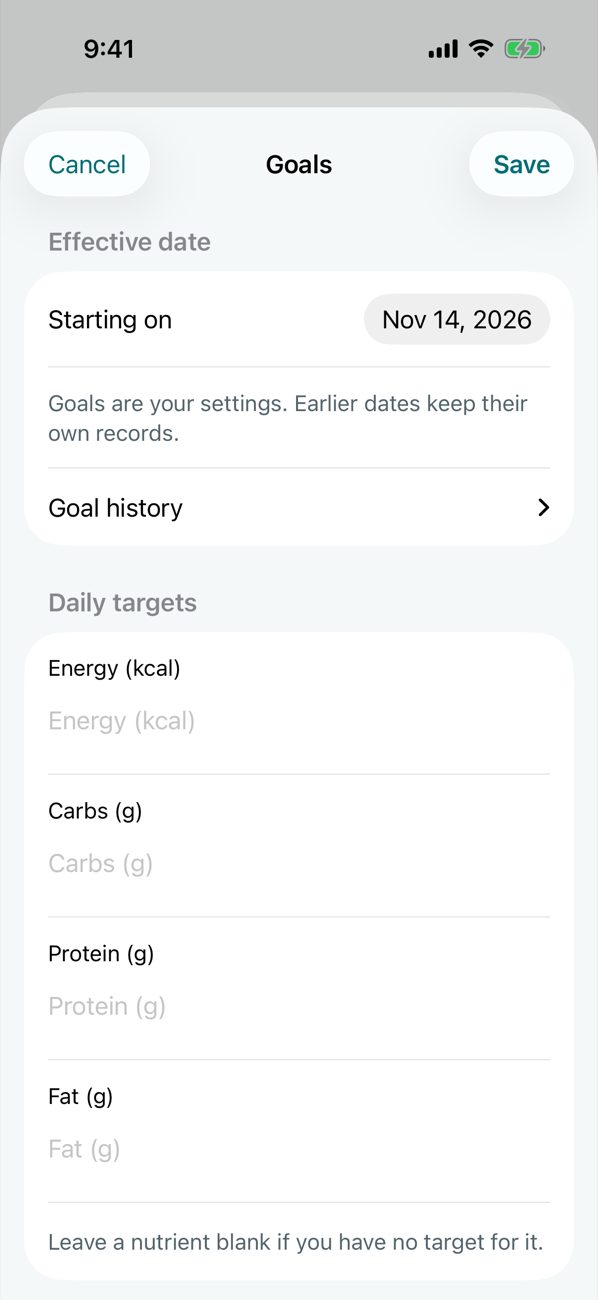 9:41
Cancel
Goals
Save
Effective date
Starting on
Nov 14, 2026
Goals are your settings. Earlier dates keep their
own records.
Goal history
Daily targets
Energy (kcal)
Energy (kcal)
Carbs (g)
Carbs (g)
Protein (g)
Protein (g)
Fat (g)
Fat (g)
Leave a nutrient blank if you have no target for it.